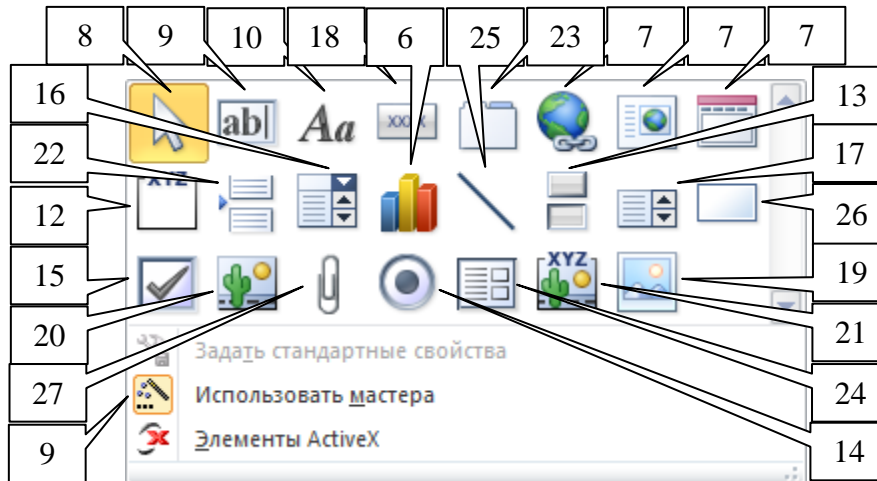 8 9 10 18 6 25 23 7 7 7
16 13
ab| Aa XXXX
22 17
XYZ
12 26
15 XYZ 19
20 21
Задать стандартные свойства
27 Использовать мастера 24
9 Элементы ActiveX 14